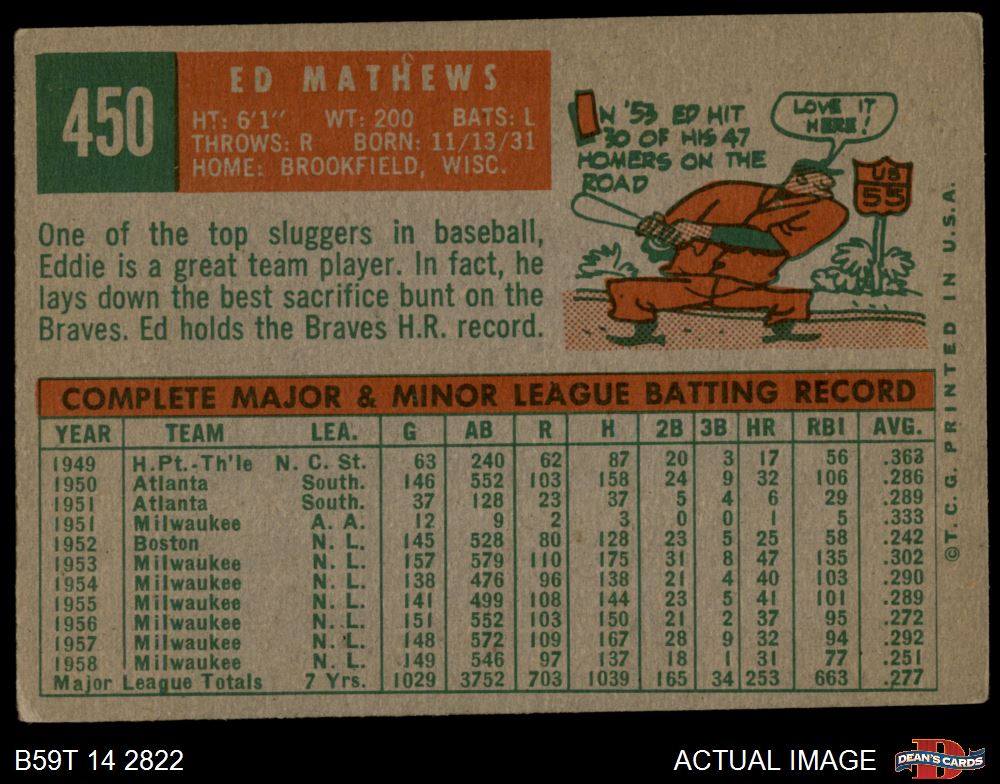 450
ED MATHEWS
HT: 6'1" WT: 200 BATS: L
THROWS: R BORN: 11/13/31
HOME: BROOKFIELD, WISC.
IN '53 ED HIT
30 OF HIS 47
HOMERS ON THE
ROAD
LOVE IT
HERE!
US
55
One of the top sluggers in baseball,
Eddie is a great team player. In fact, he
lays down the best sacrifice bunt on the
Braves. Ed holds the Braves H.R. record.
COMPLETE MAJOR & MINOR LEAGUE BATTING RECORD
YEAR TEAM LEA. G AB R H 2B 3B HR RBI AVG.
1949 H.Pt.-Th'le N. C. St. 63 240 62 87 20 3 17 56 .363
1950 Atlanta South. 146 552 103 158 24 9 32 106 .286
1951 Atlanta South. 37 128 23 37 5 4 6 29 .289
1951 Milwaukee A. A. 12 9 2 3 0 0 1 5 .333
1952 Boston N. L. 145 528 80 128 23 5 25 58 .242
1953 Milwaukee N. L. 157 579 110 175 31 8 47 135 .302
1954 Milwaukee N. L. 138 476 96 138 21 4 40 103 .290
1955 Milwaukee N. L. 141 499 108 144 23 5 41 101 .289
1956 Milwaukee N. L. 151 552 103 150 21 2 37 95 .272
1957 Milwaukee N. L. 148 572 109 167 28 9 32 94 .292
1958 Milwaukee N. L. 149 546 97 137 18 1 31 77 .251
Major League Totals 7 Yrs. 1029 3752 703 1039 165 34 253 663 .277
©T. C. G. PRINTED IN U.S.A.
B59T 14 2822
ACTUAL IMAGE
D
DEAN'S CARDS